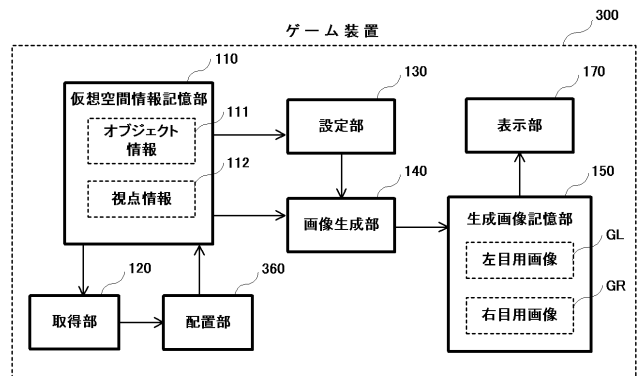 ゲーム装置
300
110
仮想空間情報記憶部
オブジェクト
情報
111
視点情報
112
130
設定部
170
表示部
140
画像生成部
150
生成画像記憶部
左目用画像
GL
右目用画像
GR
120
取得部
360
配置部